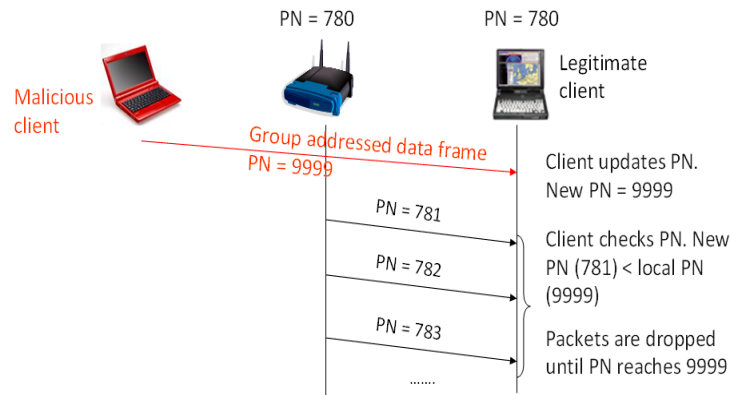 PN = 780
PN = 780
Malicious
client
Legitimate
client
Group addressed data frame
PN = 9999
Client updates PN.
New PN = 9999
PN = 781
PN = 782
PN = 783
Client checks PN. New
PN (781) < local PN
(9999)
Packets are dropped
until PN reaches 9999
.......